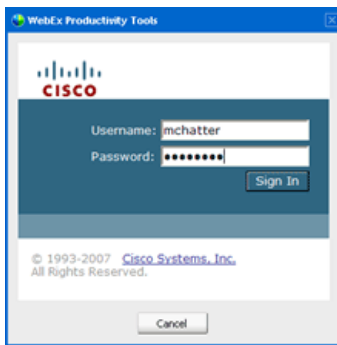 WebEx Productivity Tools
CISCO
Username: mchatter
Password: ••••••••
Sign In
© 1993-2007 Cisco Systems, Inc.
All Rights Reserved.
Cancel